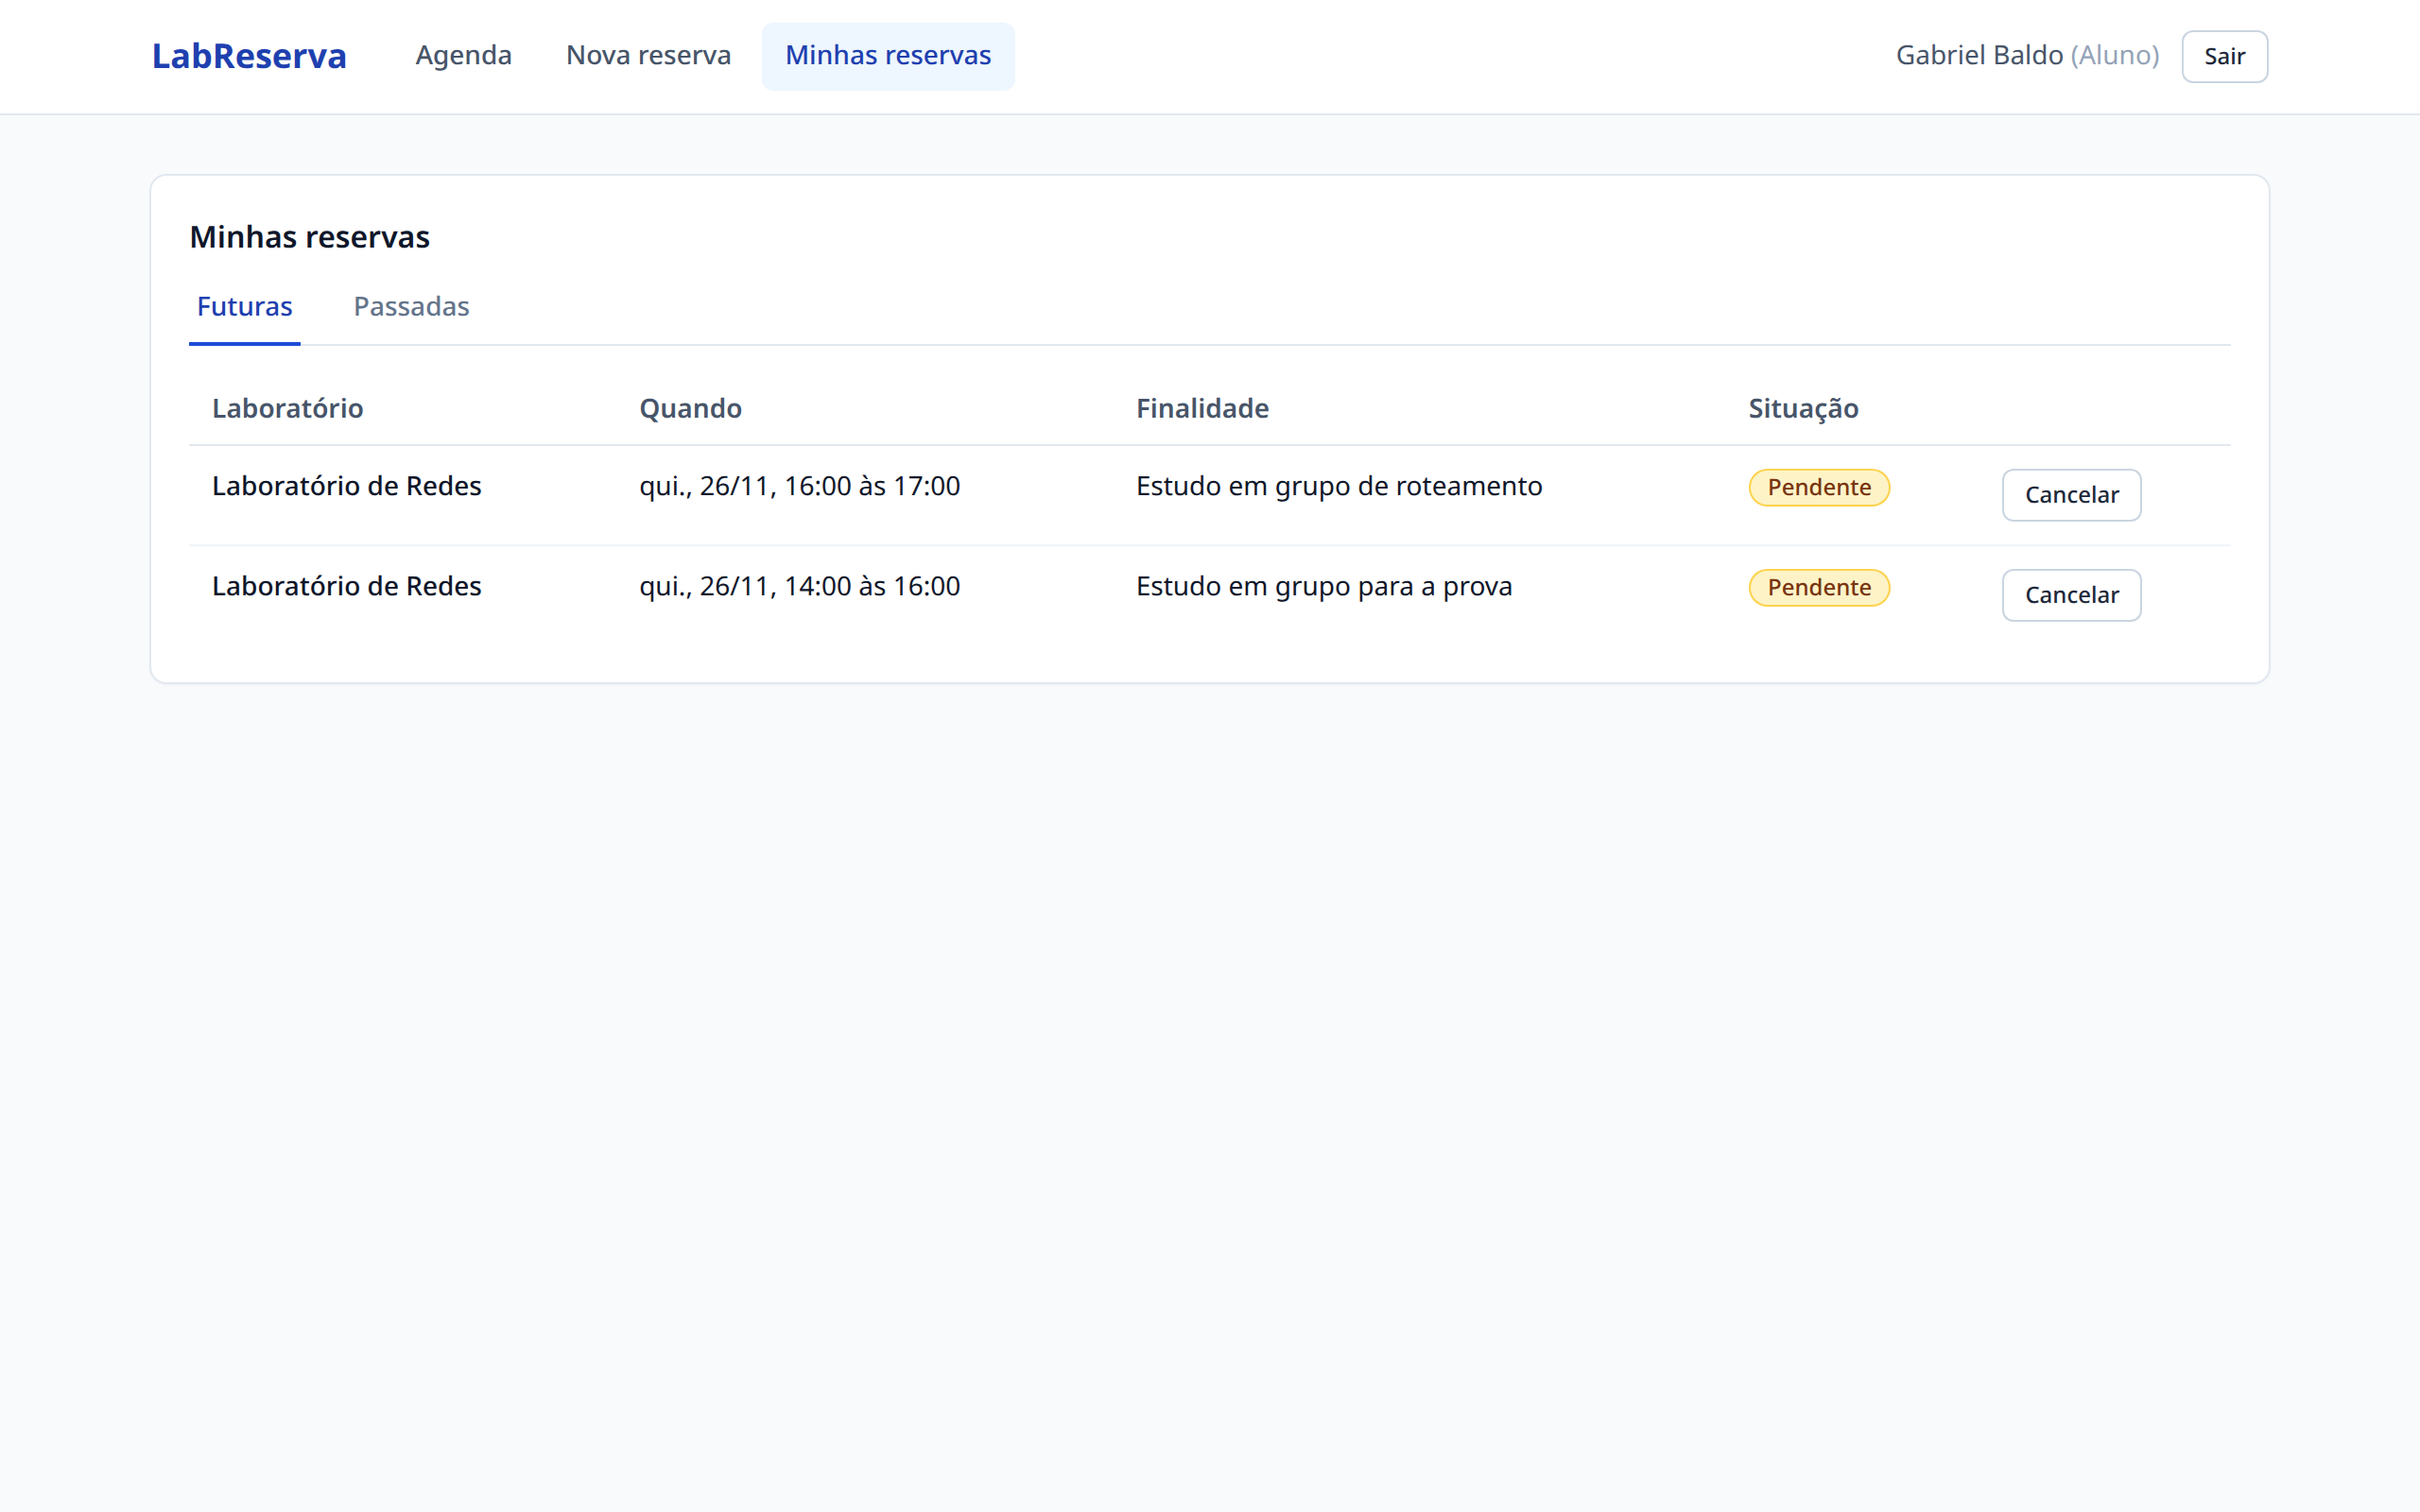 LabReserva Agenda Nova reserva Minhas reservas Gabriel Baldo (Aluno) Sair
Minhas reservas
Futuras Passadas
Laboratório Quando Finalidade Situação
Laboratório de Redes qui., 26/11, 16:00 às 17:00 Estudo em grupo de roteamento Pendente Cancelar
Laboratório de Redes qui., 26/11, 14:00 às 16:00 Estudo em grupo para a prova Pendente Cancelar